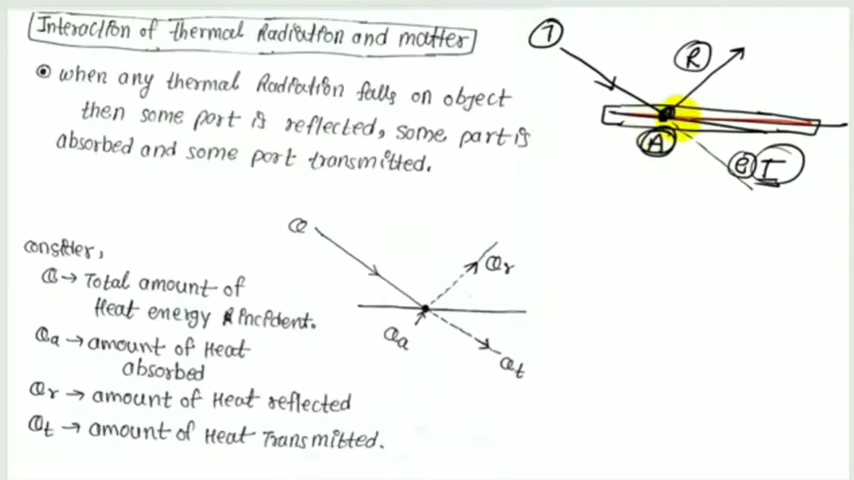 Interaction of thermal Radiation and matter
when any thermal Radiation falls on object
then some part is reflected, some part is
absorbed and some part transmitted.
I
R
A
I
Q
Qr
Qa
Qt
consider,
Q → Total amount of
Heat energy Incident.
Qa → amount of Heat
absorbed
Qr → amount of Heat reflected
Qt → amount of Heat Transmitted.